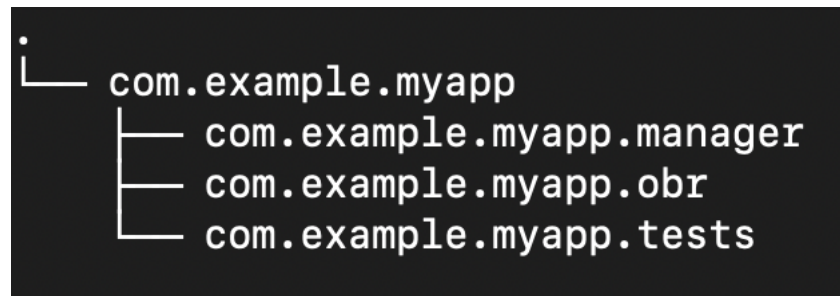 .
└── com.example.myapp
    ├── com.example.myapp.manager
    ├── com.example.myapp.obr
    └── com.example.myapp.tests